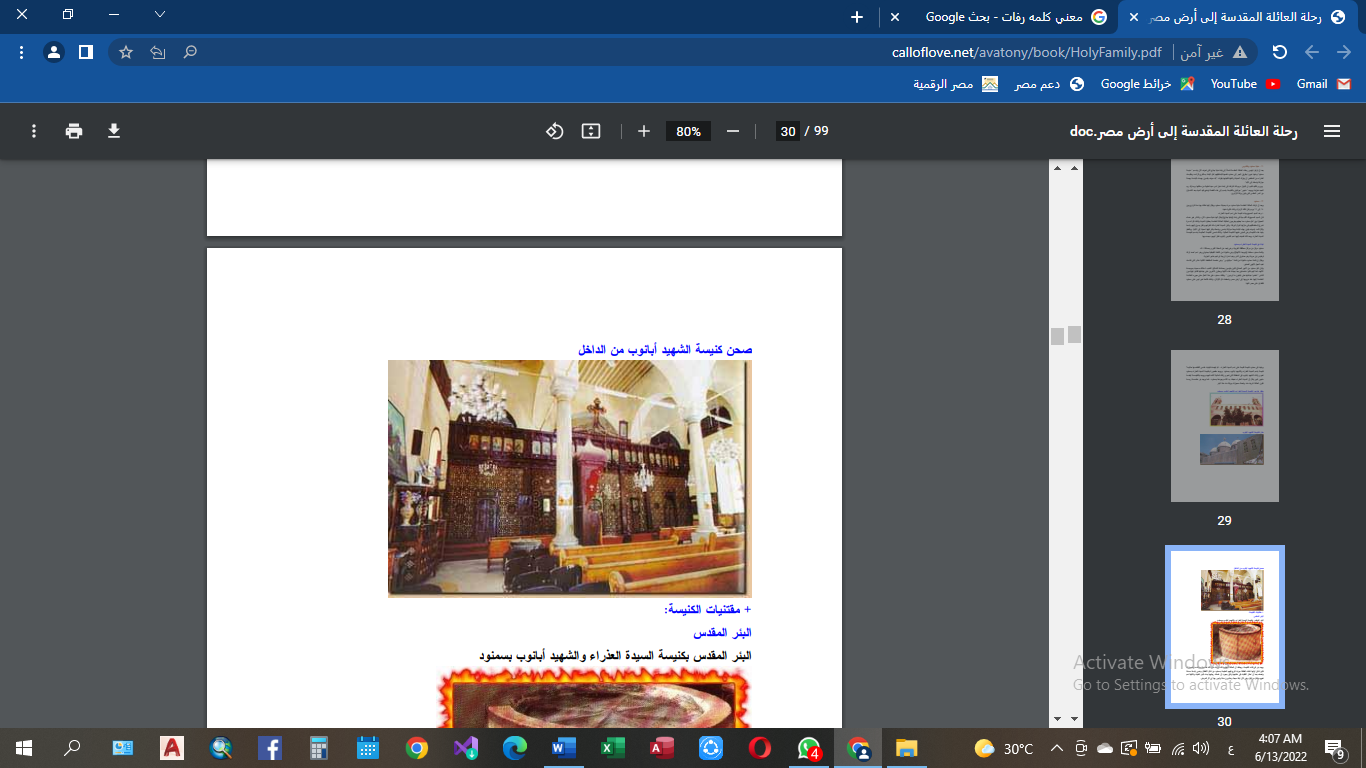 رحلة العائلة المقدسة إلى أرض مصر
معني كلمه رفات - بحث Google
غير آمن
calloflove.net/avatony/book/HolyFamily.pdf
Gmail
YouTube
خرائط Google
دعم مصر
مصر الرقمية
رحلة العائلة المقدسة إلى أرض مصر.doc
30 / 99
80%
صحن كنيسة الشهيد أبانوب من الداخل
+ مقتنيات الكنيسة:
البئر المقدس
البئر المقدس بكنيسة السيدة العذراء والشهيد أبانوب بسمنود
28
29
30
Activate Windows
Go to Settings to activate Windows.
4
30°C
ع
4:07 AM
6/13/2022
9